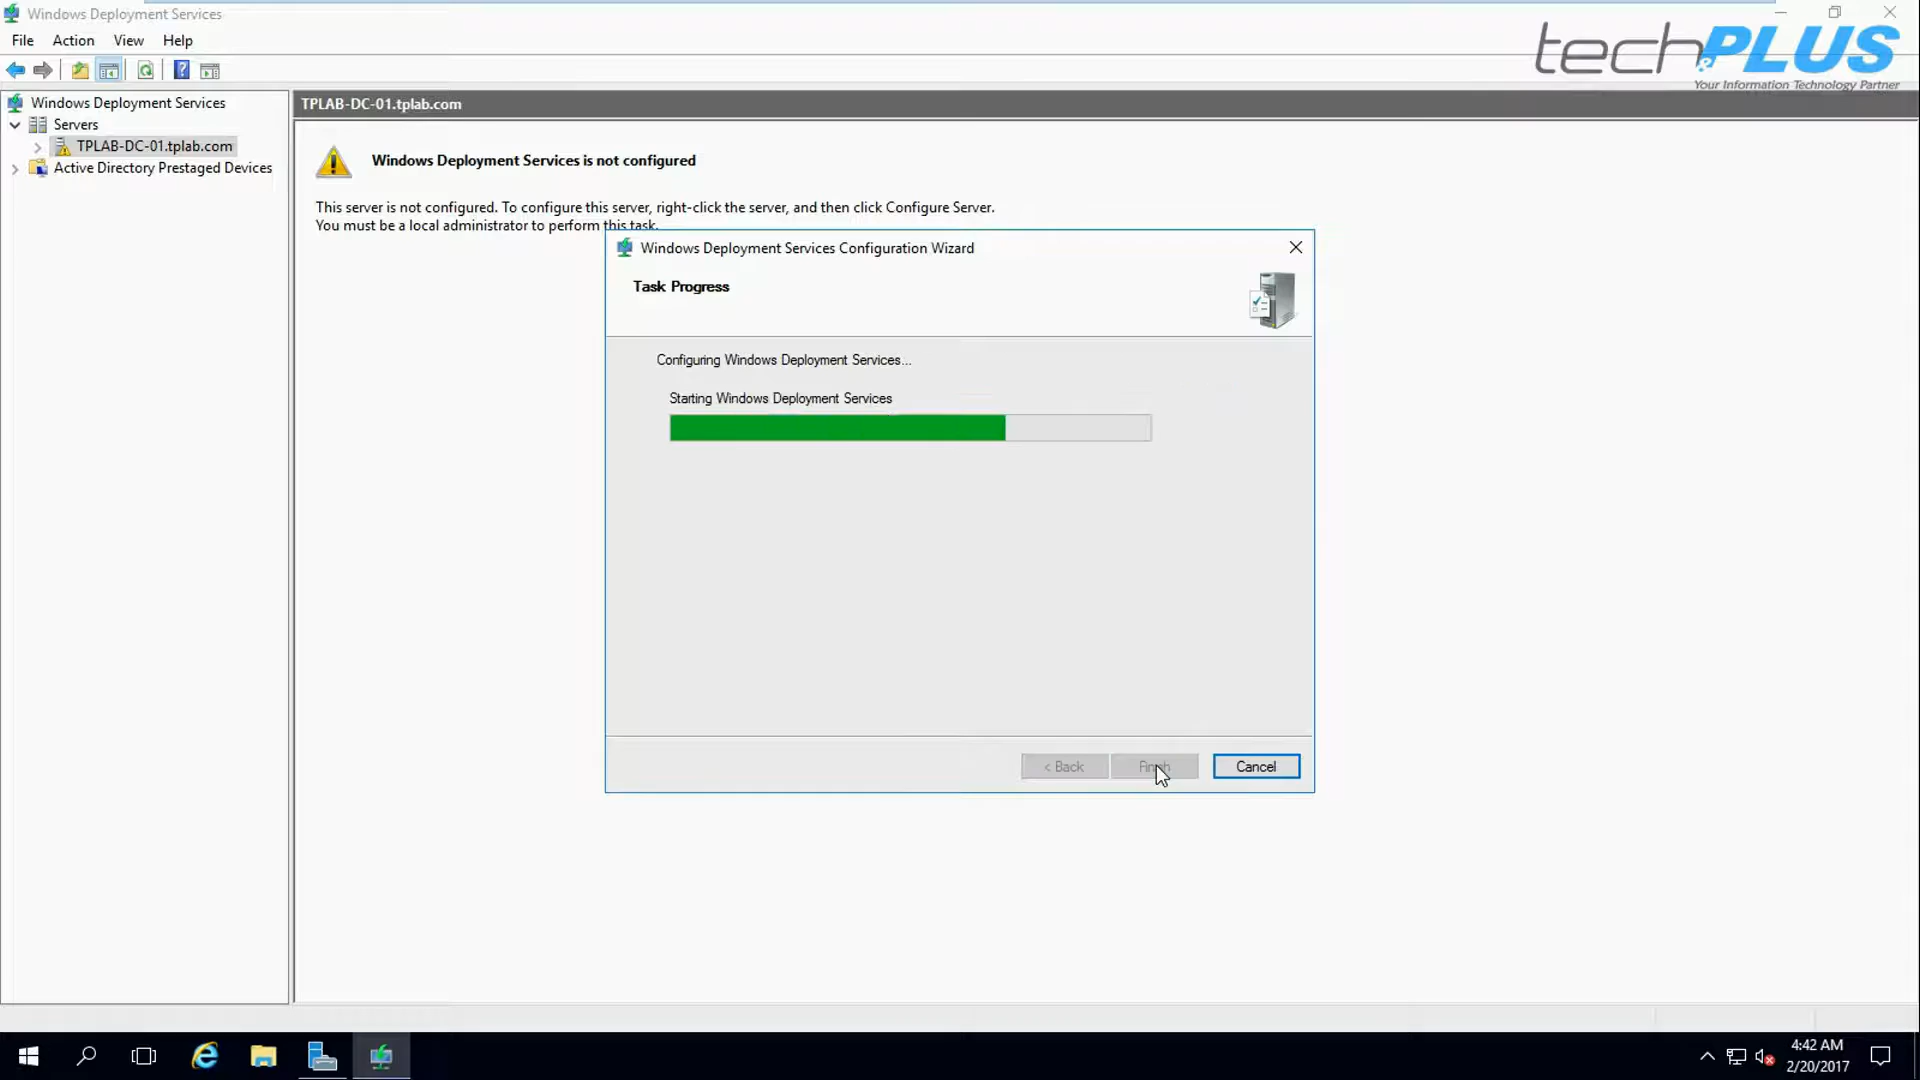 Windows Deployment Services
File Action View Help
tech&PLUS
Your Information Technology Partner
Windows Deployment Services
Servers
TPLAB-DC-01.tplab.com
Active Directory Prestaged Devices
TPLAB-DC-01.tplab.com
Windows Deployment Services is not configured
This server is not configured. To configure this server, right-click the server, and then click Configure Server.
You must be a local administrator to perform this task.
Windows Deployment Services Configuration Wizard
Task Progress
Configuring Windows Deployment Services...
Starting Windows Deployment Services
< Back Finish Cancel
4:42 AM
2/20/2017